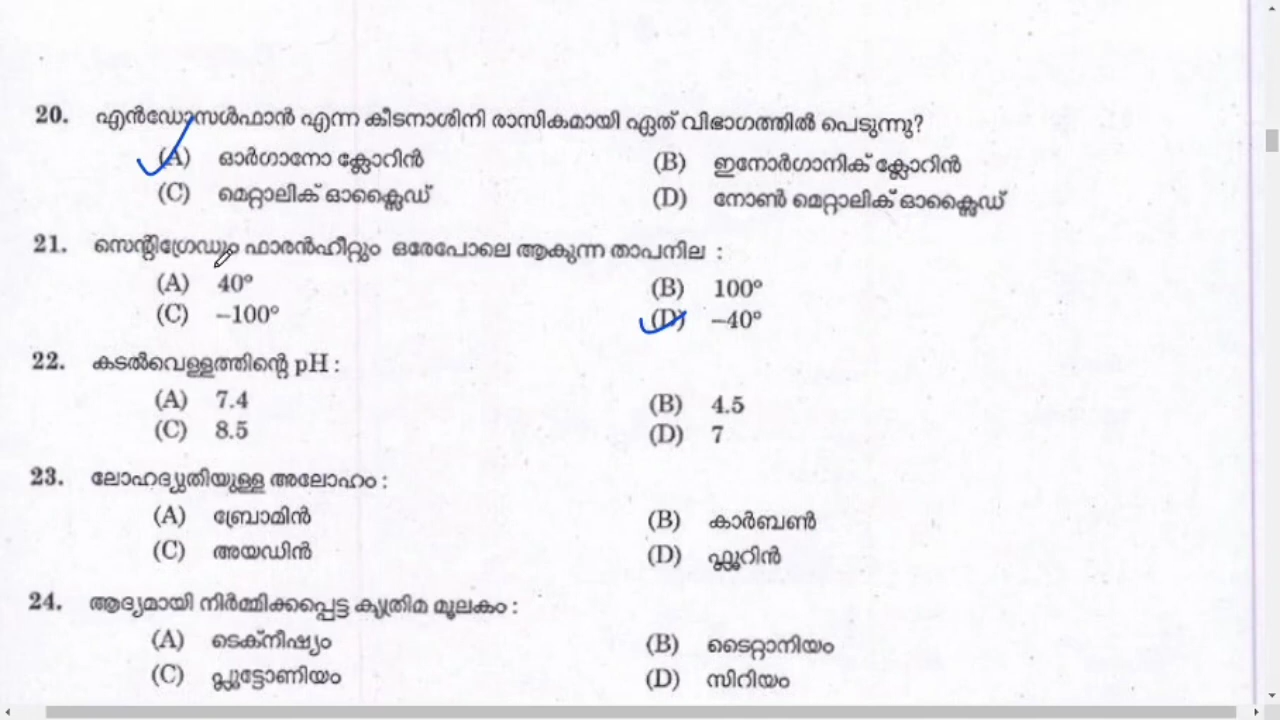 20. എൻഡോസൾഫാൻ എന്ന കീടനാശിനി രാസികമായി ഏത് വിഭാഗത്തിൽ പെടുന്നു?
(A) ഓർഗാനോ ക്ലോറിൻ (B) ഇനോർഗാനിക് ക്ലോറിൻ
(C) മെറ്റാലിക് ഓക്സൈഡ് (D) നോൺ മെറ്റാലിക് ഓക്സൈഡ്
21. സെന്റിഗ്രേഡും ഫാരൻഹീറ്റും ഒരേപോലെ ആകുന്ന താപനില :
(A) 40° (B) 100°
(C) –100° (D) –40°
22. കടൽവെള്ളത്തിന്റെ pH :
(A) 7.4 (B) 4.5
(C) 8.5 (D) 7
23. ലോഹദ്യുതിയുള്ള അലോഹം :
(A) ബ്രോമിൻ (B) കാർബൺ
(C) അയഡിൻ (D) ഫ്ലൂറിൻ
24. ആദ്യമായി നിർമ്മിക്കപ്പെട്ട കൃത്രിമ മൂലകം :
(A) ടെക്നീഷ്യം (B) ടൈറ്റാനിയം
(C) പ്ലൂട്ടോണിയം (D) സിറിയം